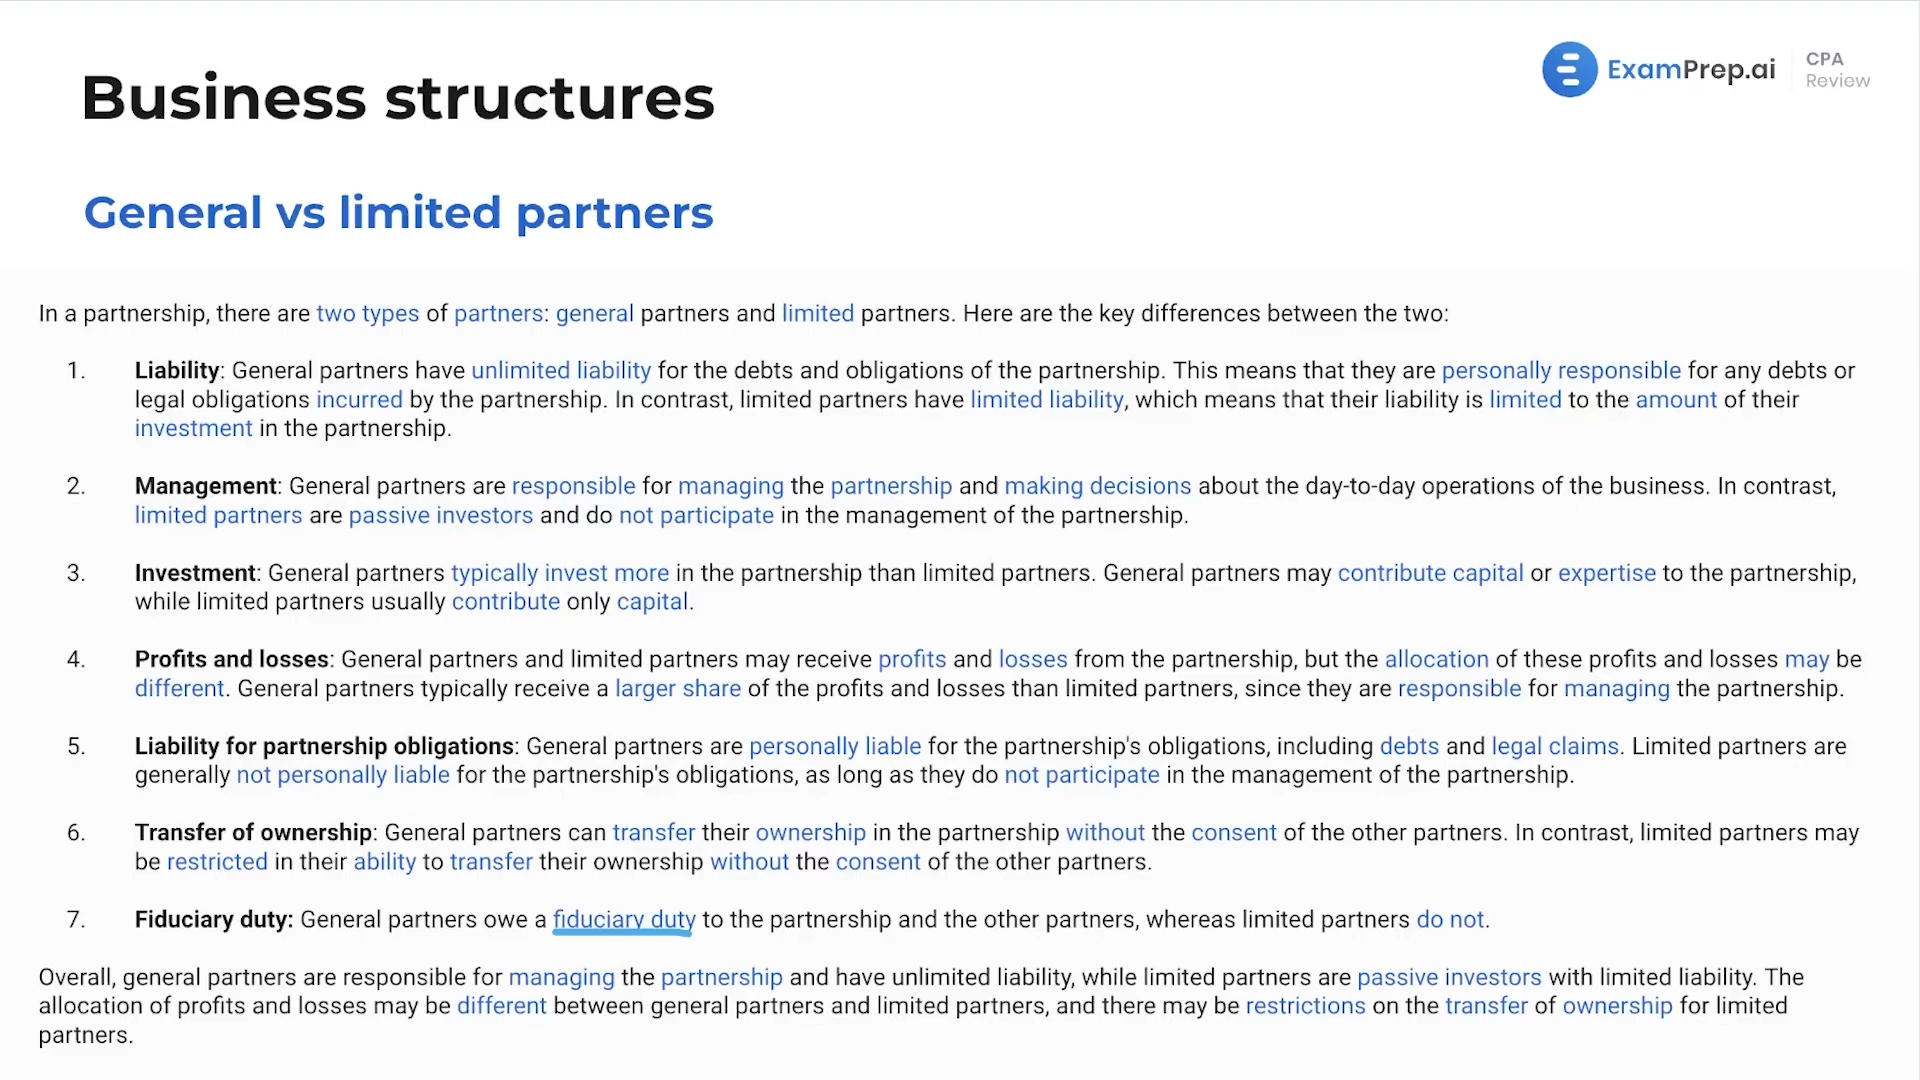 Business structures
ExamPrep.ai
CPA
Review
General vs limited partners
In a partnership, there are two types of partners: general partners and limited partners. Here are the key differences between the two:
1. Liability: General partners have unlimited liability for the debts and obligations of the partnership. This means that they are personally responsible for any debts or
legal obligations incurred by the partnership. In contrast, limited partners have limited liability, which means that their liability is limited to the amount of their
investment in the partnership.
2. Management: General partners are responsible for managing the partnership and making decisions about the day-to-day operations of the business. In contrast,
limited partners are passive investors and do not participate in the management of the partnership.
3. Investment: General partners typically invest more in the partnership than limited partners. General partners may contribute capital or expertise to the partnership,
while limited partners usually contribute only capital.
4. Profits and losses: General partners and limited partners may receive profits and losses from the partnership, but the allocation of these profits and losses may be
different. General partners typically receive a larger share of the profits and losses than limited partners, since they are responsible for managing the partnership.
5. Liability for partnership obligations: General partners are personally liable for the partnership's obligations, including debts and legal claims. Limited partners are
generally not personally liable for the partnership's obligations, as long as they do not participate in the management of the partnership.
6. Transfer of ownership: General partners can transfer their ownership in the partnership without the consent of the other partners. In contrast, limited partners may
be restricted in their ability to transfer their ownership without the consent of the other partners.
7. Fiduciary duty: General partners owe a fiduciary duty to the partnership and the other partners, whereas limited partners do not.
Overall, general partners are responsible for managing the partnership and have unlimited liability, while limited partners are passive investors with limited liability. The
allocation of profits and losses may be different between general partners and limited partners, and there may be restrictions on the transfer of ownership for limited
partners.